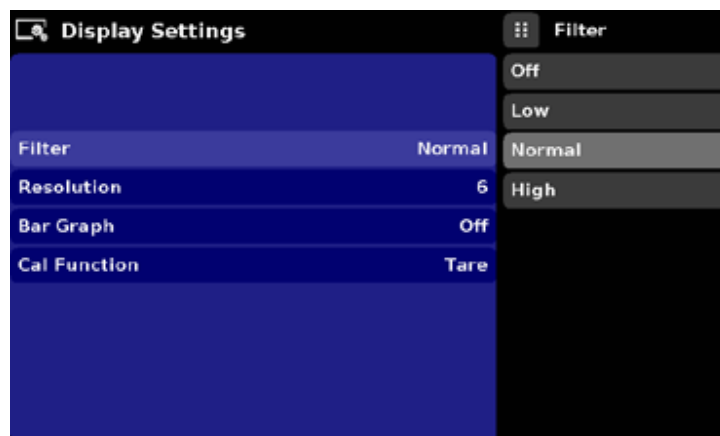 Display Settings
Filter Normal
Resolution 6
Bar Graph Off
Cal Function Tare
Filter
Off
Low
Normal
High